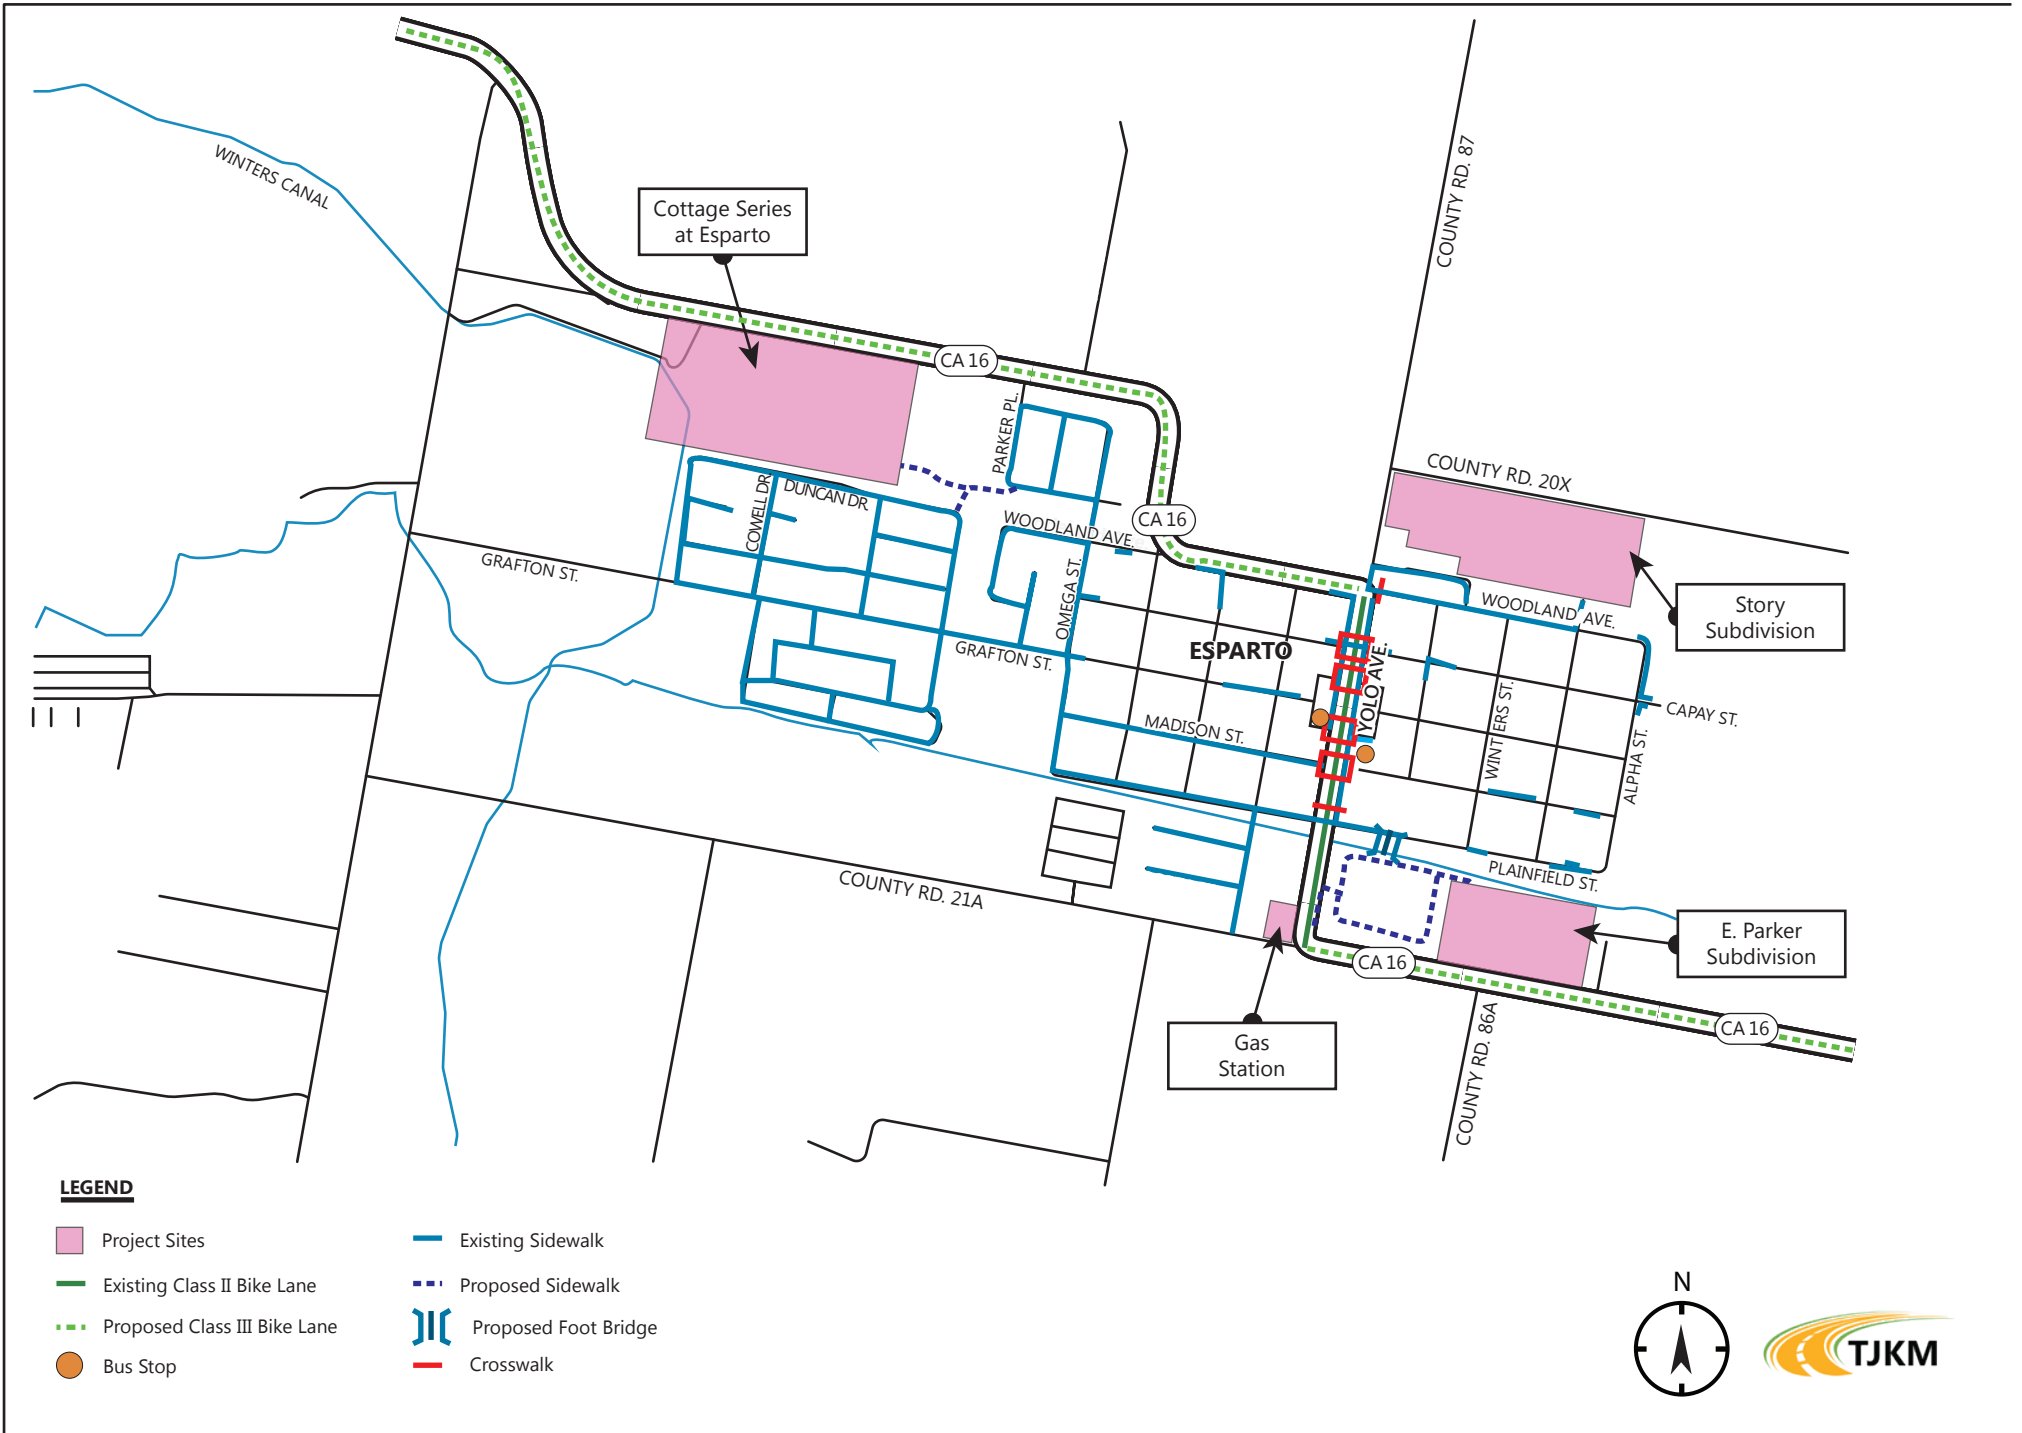 WINTERS CANAL
Cottage Series
at Esparto
COUNTY RD. 87
CA 16
PARKER PL.
COUNTY RD. 20X
COWELL DR.
DUNCAN DR.
WOODLAND AVE.
CA 16
GRAFTON ST.
OMEGA ST.
WOODLAND AVE.
Story
Subdivision
ESPARTO
GRAFTON ST.
YOLO AVE.
WINTERS ST.
CAPAY ST.
MADISON ST.
ALPHA ST.
COUNTY RD. 21A
PLAINFIELD ST.
E. Parker
Subdivision
CA 16
CA 16
Gas
Station
COUNTY RD. 86A
LEGEND
Project Sites
Existing Class II Bike Lane
Proposed Class III Bike Lane
Bus Stop
Existing Sidewalk
Proposed Sidewalk
Proposed Foot Bridge
Crosswalk
N
TJKM